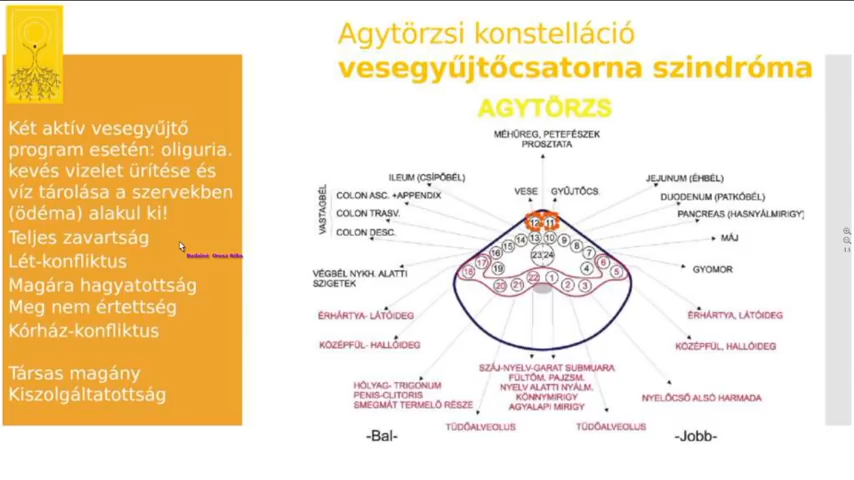 Agytörzsi konstelláció
vesegyűjtőcsatorna szindróma
Két aktív vesegyűjtő
program esetén: oliguria.
kevés vizelet ürítése és
víz tárolása a szervekben
(ödéma) alakul ki!
Teljes zavartság
Lét-konfliktus
Magára hagyatottság
Meg nem értettség
Kórház-konfliktus
Társas magány
Kiszolgáltatottság
AGYTÖRZS
MÉHÜREG, PETEFÉSZEK
PROSZTATA
ILEUM (CSÍPŐBÉL)
VESE
GYŰJTŐCS.
JEJUNUM (ÉHBÉL)
VASTAGBÉL
COLON ASC. +APPENDIX
COLON TRASV.
COLON DESC.
DUODENUM (PATKÓBÉL)
PANCREAS (HASNYÁLMIRIGY)
MÁJ
GYOMOR
12 11
14 13 10 9
15 8
16 7
17 6
18 5
19 4
23 24
20 21 22 1 2 3
VÉGBÉL NYKH. ALATTI
SZIGETEK
ÉRHÁRTYA- LÁTÓIDEG
ÉRHÁRTYA, LÁTÓIDEG
KÖZÉPFÜL- HALLÓIDEG
KÖZÉPFÜL, HALLÓIDEG
SZÁJ-NYELV-GARAT SUBMUARA
FÜLTŐM. PAJZSM.
NYELV ALATTI NYÁLM.
KÖNNYMIRIGY
AGYALAPI MIRIGY
HÓLYAG- TRIGONUM
PENIS-CLITORIS
SMEGMÁT TERMELŐ RÉSZE
NYELŐCSŐ ALSÓ HARMADA
TÜDŐALVEOLUS
TÜDŐALVEOLUS
-Bal-
-Jobb-